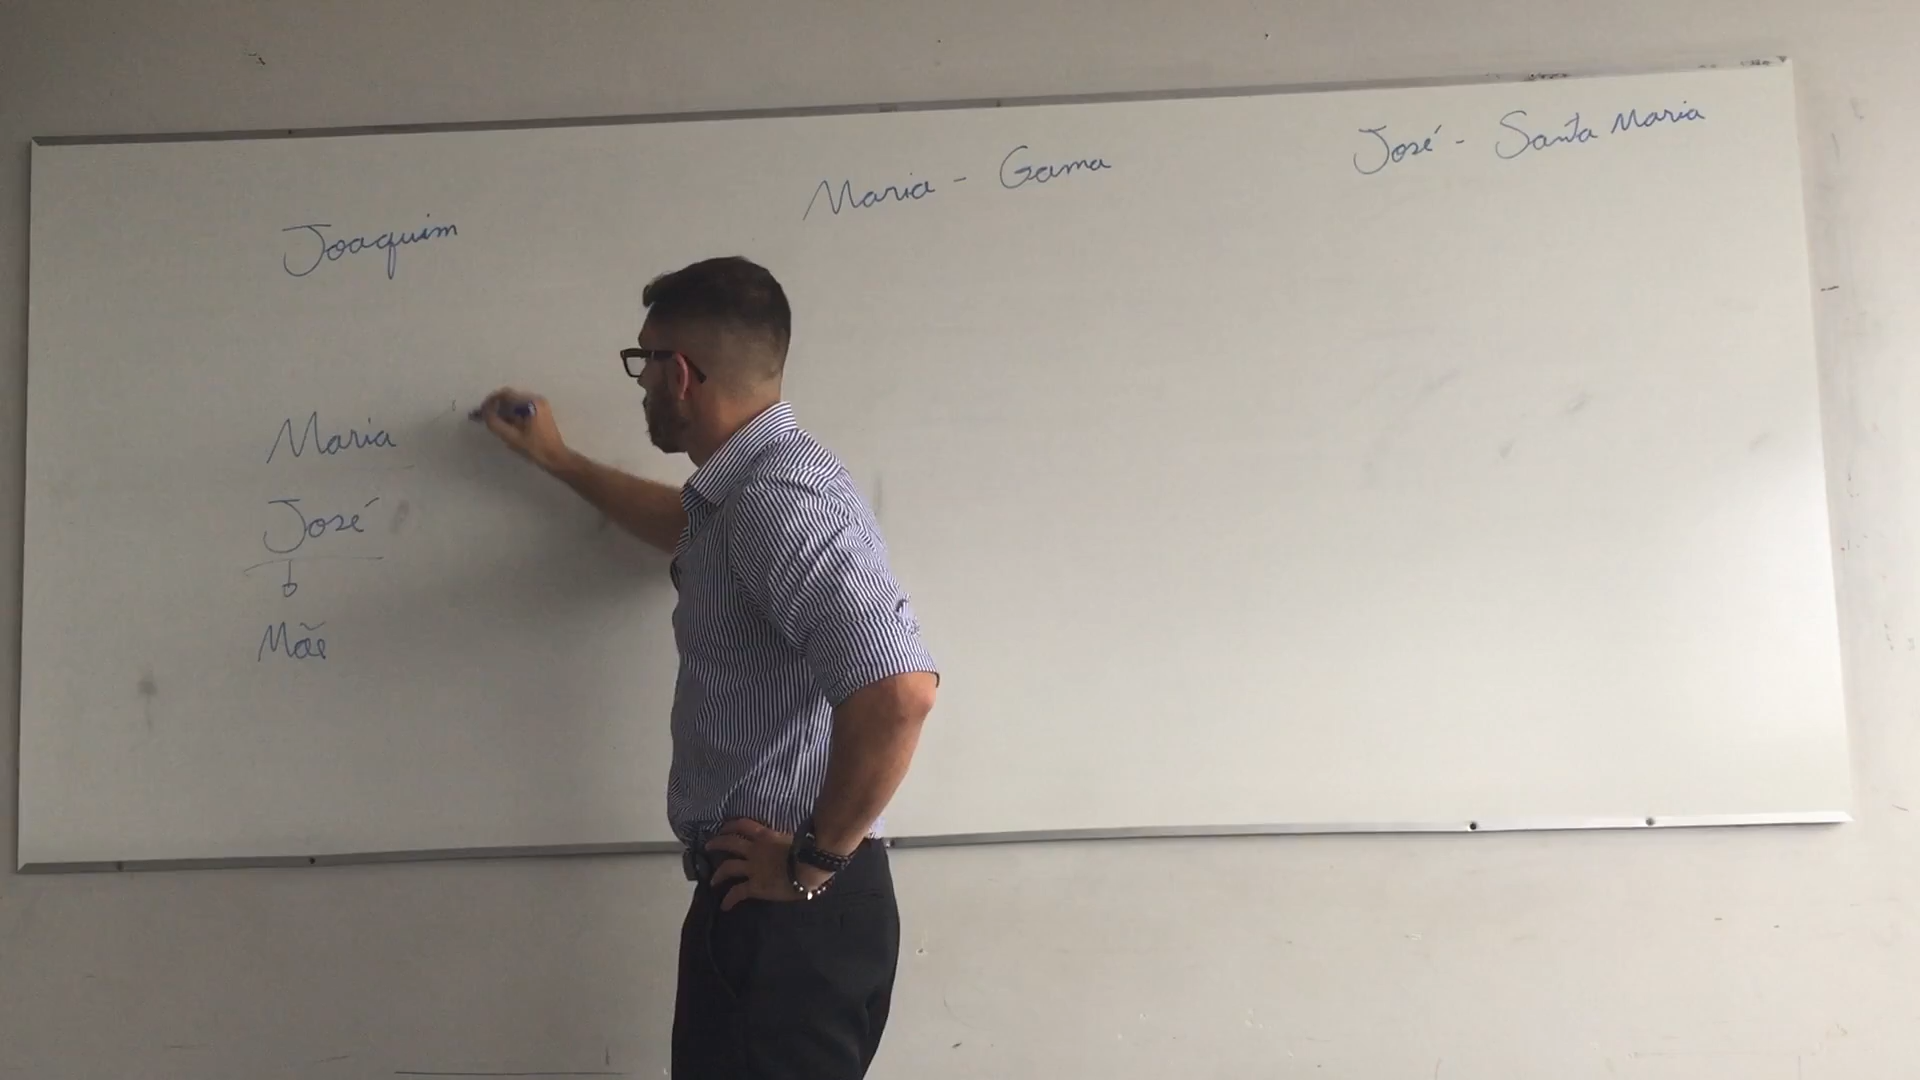 Joaquim
Maria - Gama
José - Santa Maria
Maria
José
Mãe